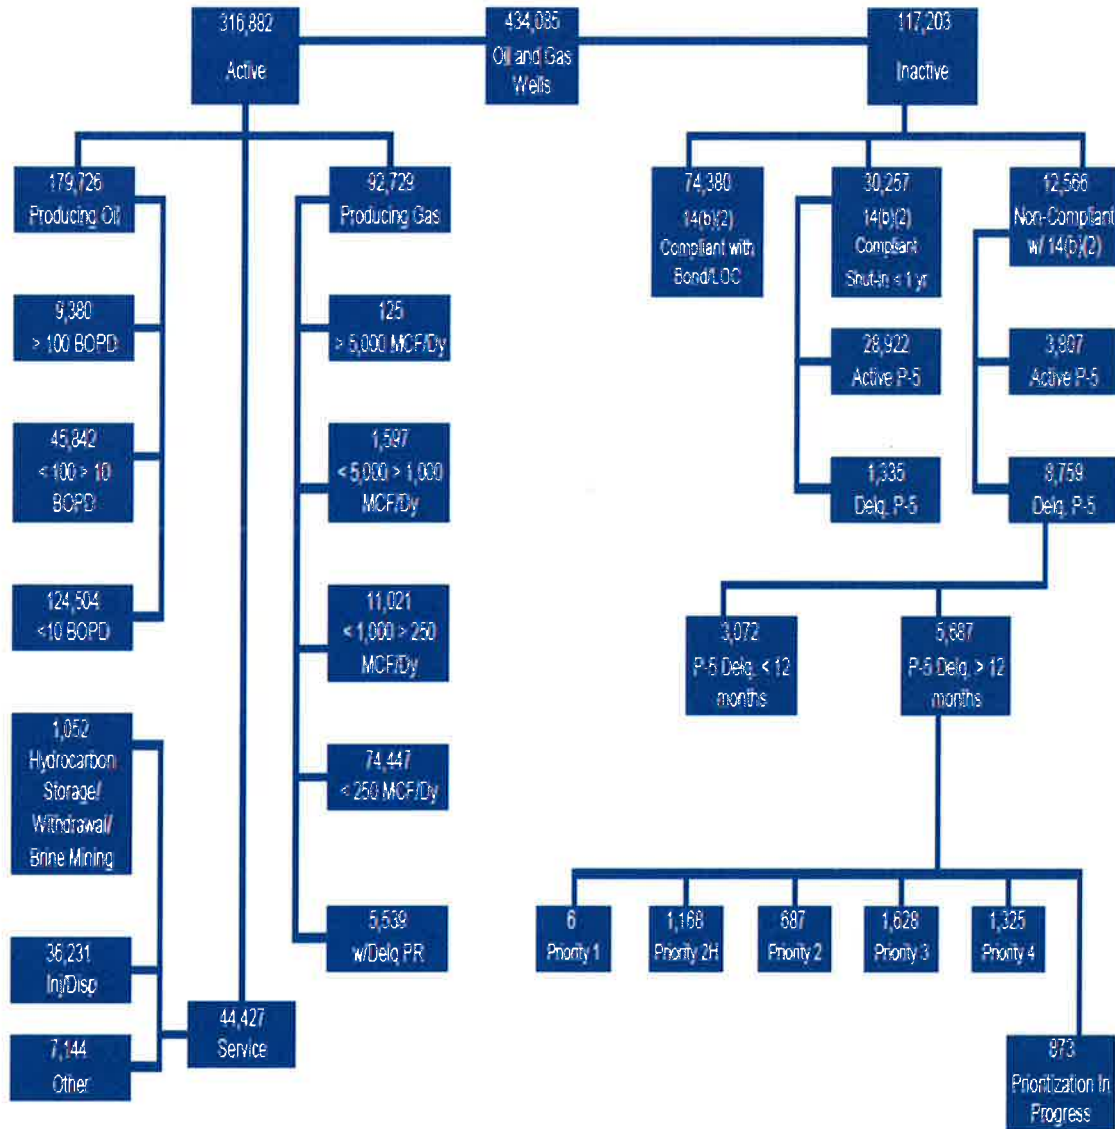 316,882
Active
434,085
Oil and Gas
Wells
117,203
Inactive
179,726
Producing Oil
92,729
Producing Gas
74,380
14(b)(2)
Compliant with
Bond/LOC
30,257
14(b)(2)
Compliant
Shut-in < 1 yr
12,566
Non-Compliant
w/ 14(b)(2)
9,380
> 100 BOPD
125
> 5,000 MCF/Dy
28,922
Active P-5
3,807
Active P-5
45,842
< 100 > 10
BOPD
1,597
< 5,000 > 1,000
MCF/Dy
1,335
Delq. P-5
8,759
Delq. P-5
124,504
<10 BOPD
11,021
< 1,000 > 250
MCF/Dy
3,072
P-5 Delq. < 12
months
5,687
P-5 Delq. > 12
months
1,052
Hydrocarbon
Storage/
Withdrawal/
Brine Mining
74,447
< 250 MCF/Dy
5,539
w/Delq PR
6
Priority 1
1,168
Priority 2H
687
Priority 2
1,628
Priority 3
1,325
Priority 4
36,231
Inj/Disp
44,427
Service
7,144
Other
873
Prioritization In
Progress